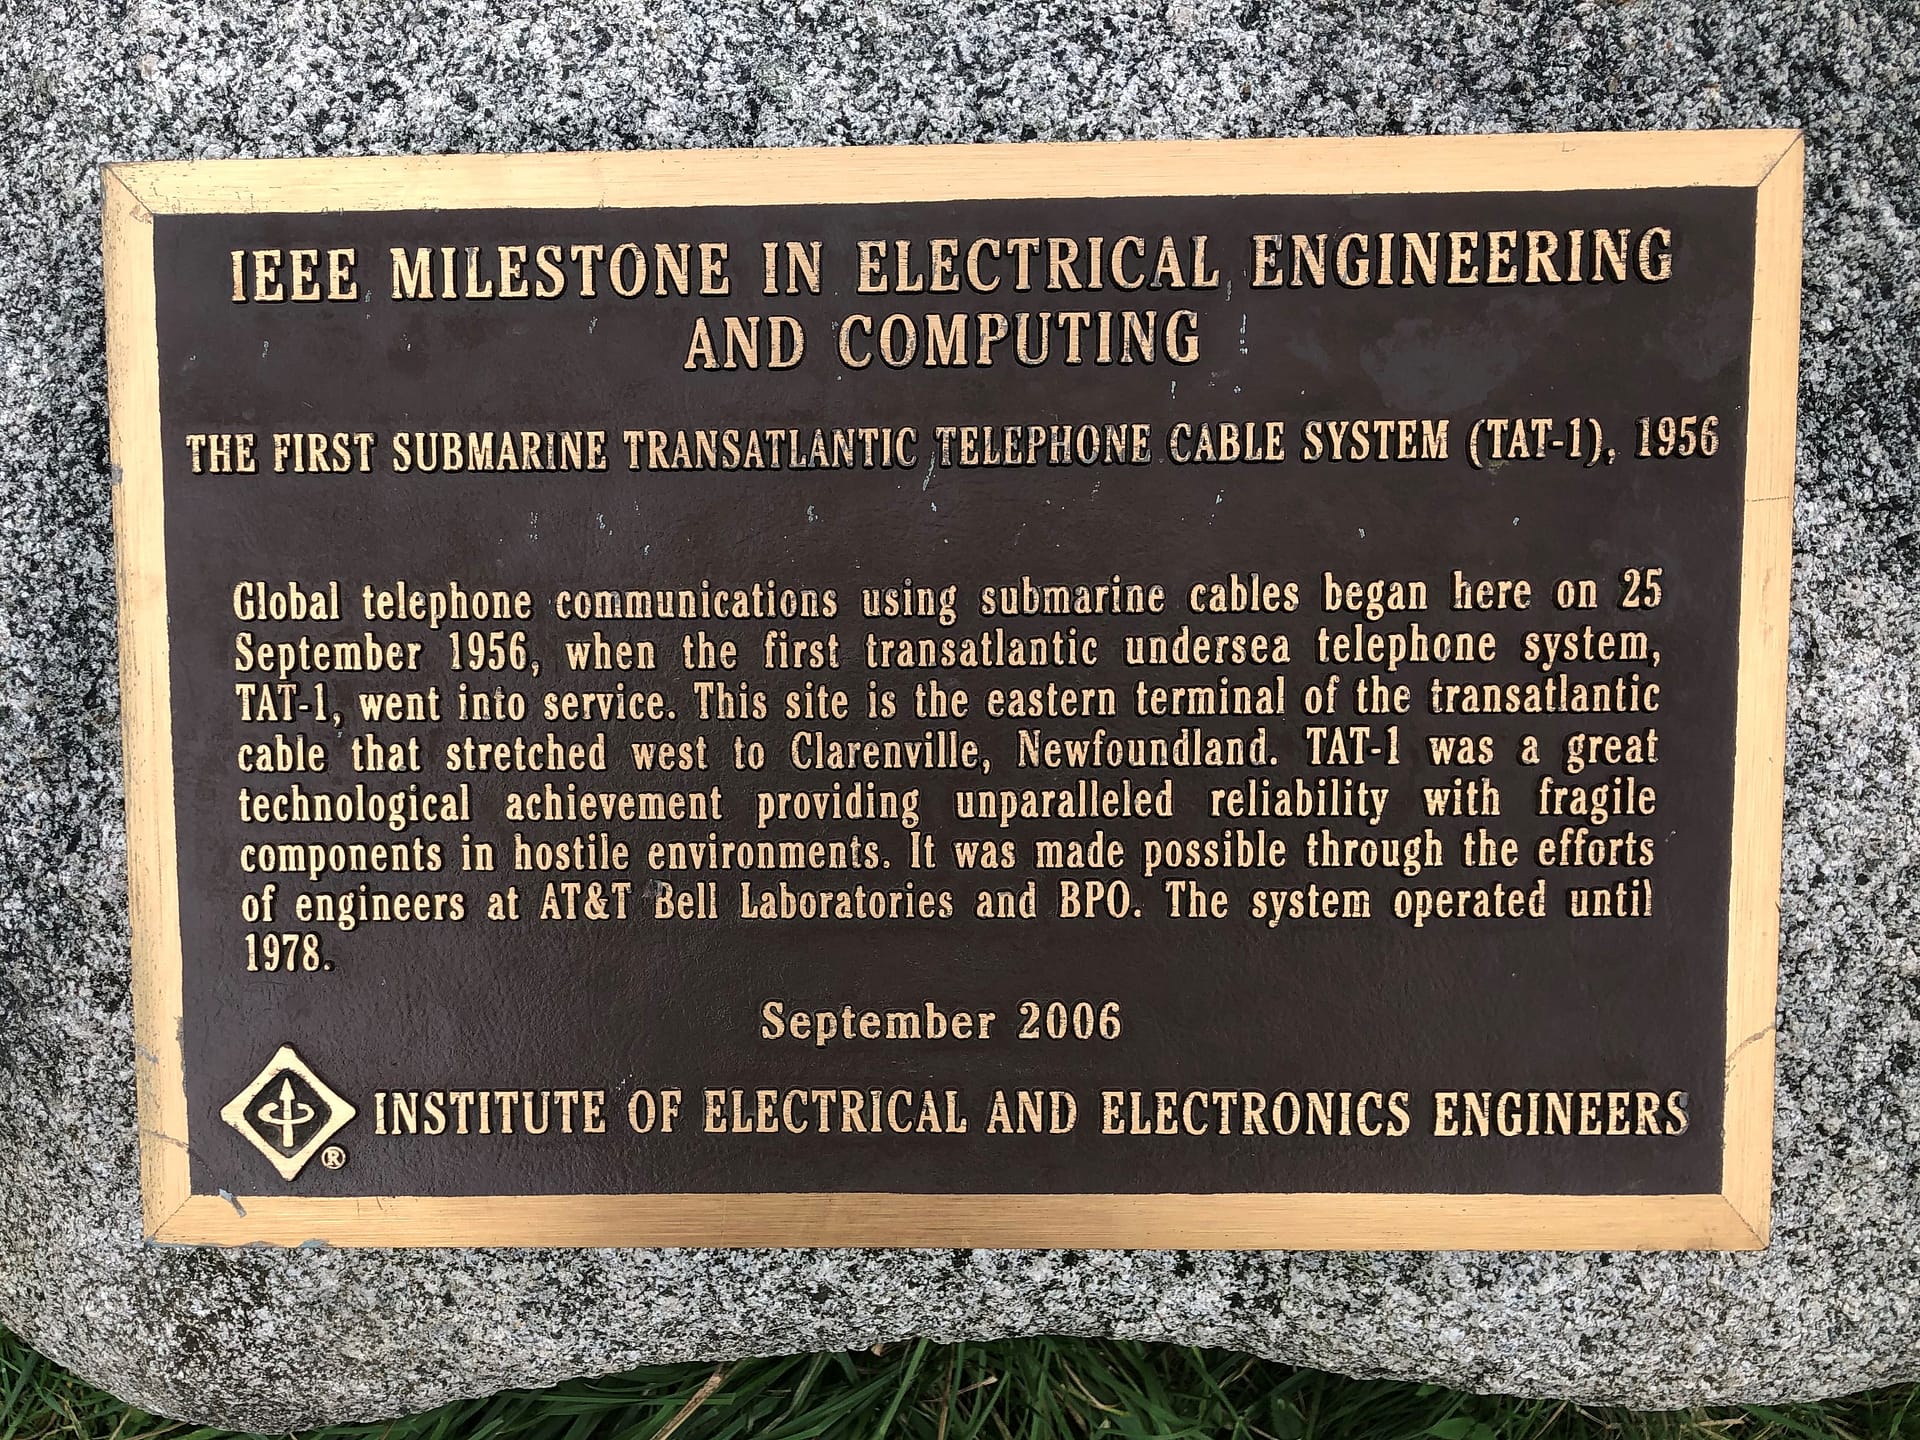 IEEE MILESTONE IN ELECTRICAL ENGINEERING
AND COMPUTING
THE FIRST SUBMARINE TRANSATLANTIC TELEPHONE CABLE SYSTEM (TAT-1), 1956
Global telephone communications using submarine cables began here on 25
September 1956, when the first transatlantic undersea telephone system,
TAT-1, went into service. This site is the eastern terminal of the transatlantic
cable that stretched west to Clarenville, Newfoundland. TAT-1 was a great
technological achievement providing unparalleled reliability with fragile
components in hostile environments. It was made possible through the efforts
of engineers at AT&T Bell Laboratories and BPO. The system operated until
1978.
September 2006
® INSTITUTE OF ELECTRICAL AND ELECTRONICS ENGINEERS